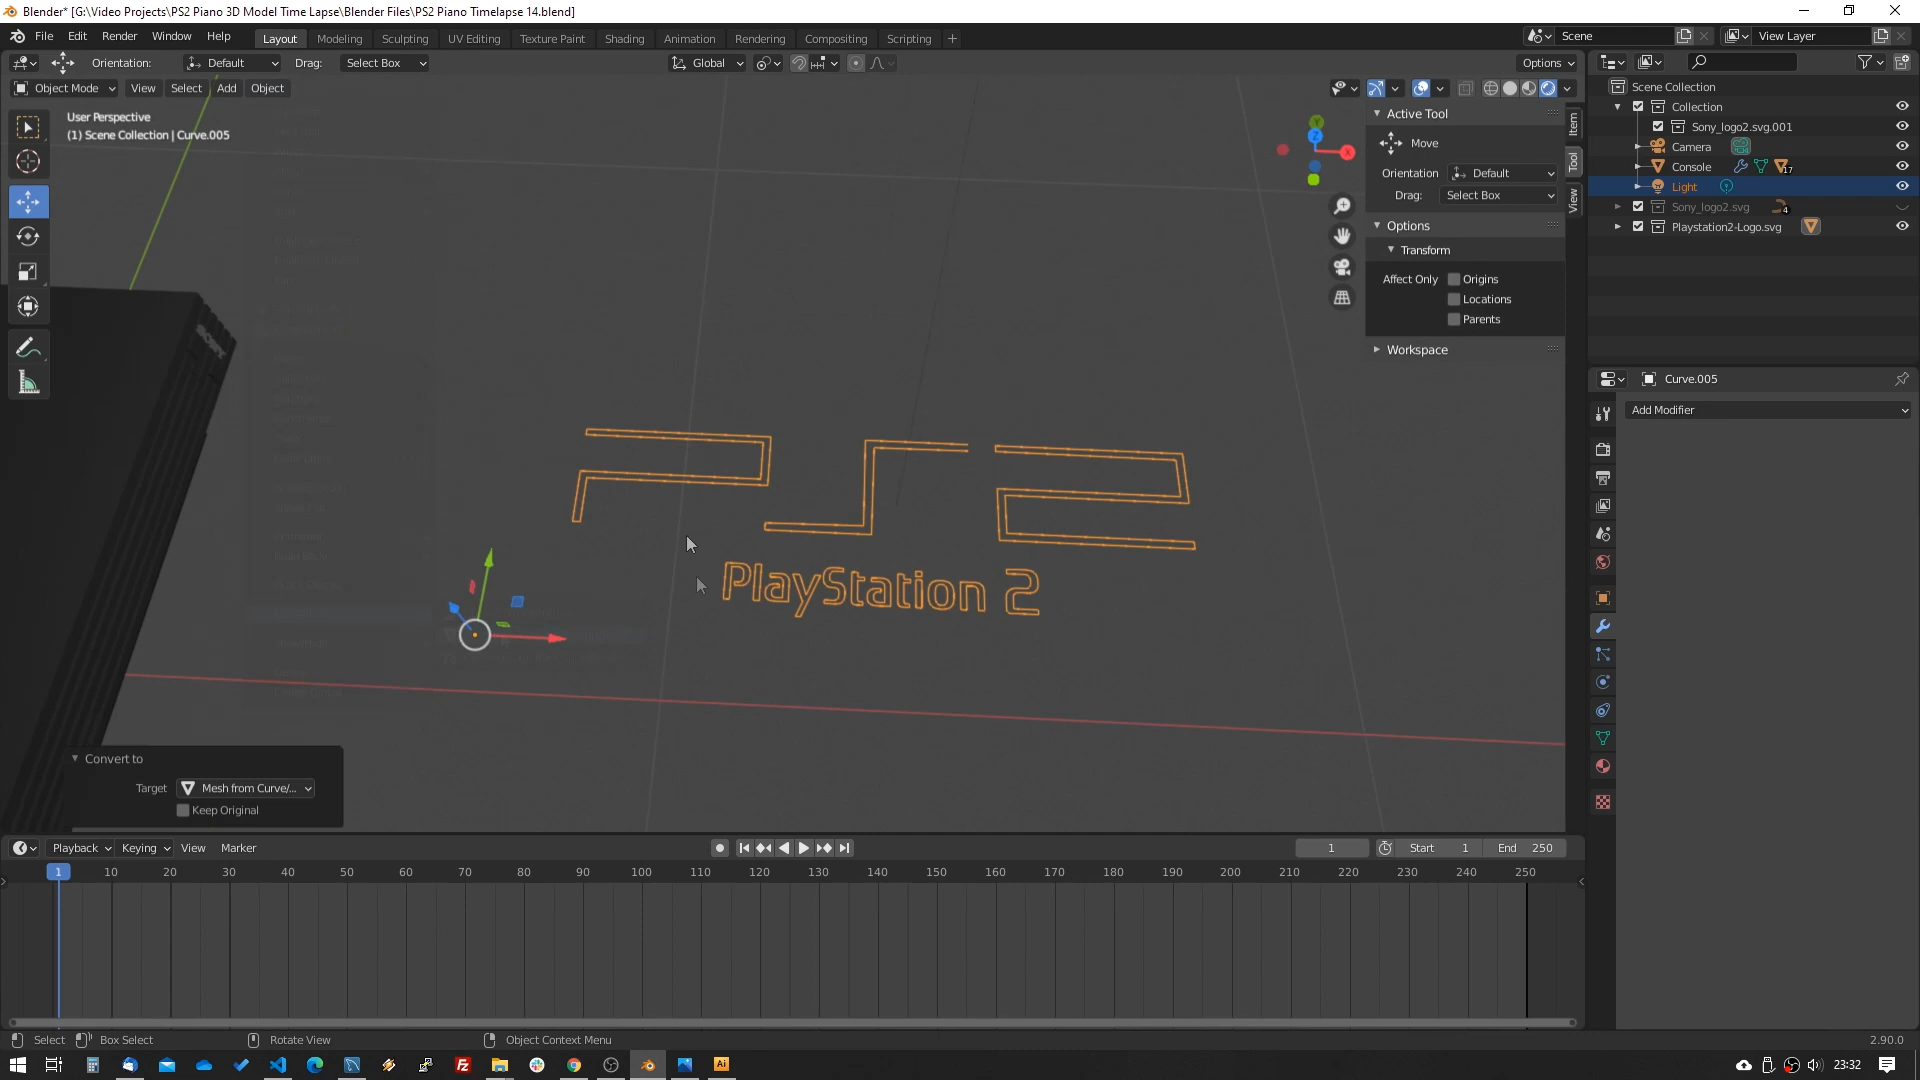 Blender* [G:\Video Projects\PS2 Piano 3D Model Time Lapse\Blender Files\PS2 Piano Timelapse 14.blend]
File Edit Render Window Help
Layout Modeling Sculpting UV Editing Texture Paint Shading Animation Rendering Compositing Scripting +
Scene
View Layer
Orientation: Default Drag: Select Box
Global
Options
Object Mode View Select Add Object
User Perspective
(1) Scene Collection | Curve.005
Y
Z
X
Active Tool
Move
Orientation Default
Drag: Select Box
Options
Transform
Affect Only Origins
Locations
Parents
Workspace
Item
Tool
View
Scene Collection
Collection
Sony_logo2.svg.001
Camera
Console 17
Light
Sony_logo2.svg 4
Playstation2-Logo.svg
Curve.005
Add Modifier
SONY
PS2
PlayStation 2
Convert to
Target Mesh from Curve/...
Keep Original
Playback Keying View Marker
1 Start 1 End 250
1 10 20 30 40 50 60 70 80 90 100 110 120 130 140 150 160 170 180 190 200 210 220 230 240 250
Select Box Select Rotate View Object Context Menu
2.90.0
Fz
Ai
23:32